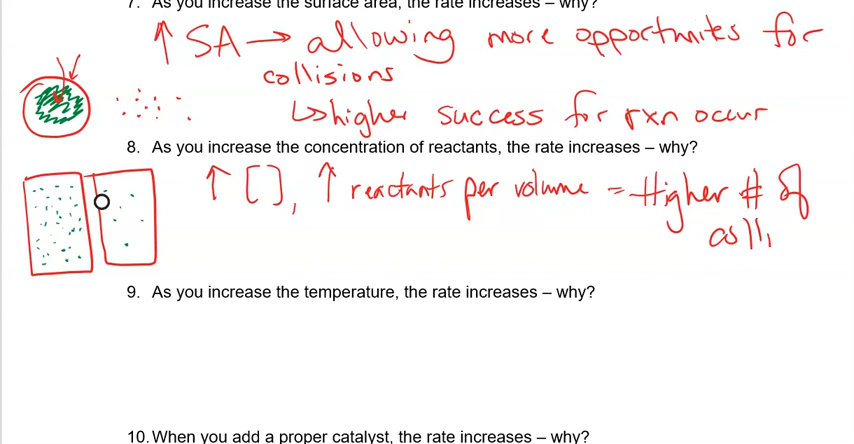 7. As you increase the surface area, the rate increases – why?
↑ SA → allowing more opportunites for
collisions
↳> higher success for rxn occur
8. As you increase the concentration of reactants, the rate increases – why?
↑ [ ], ↑ reactants per volume = Higher # of
9. As you increase the temperature, the rate increases – why?
10. When you add a proper catalyst, the rate increases – why?